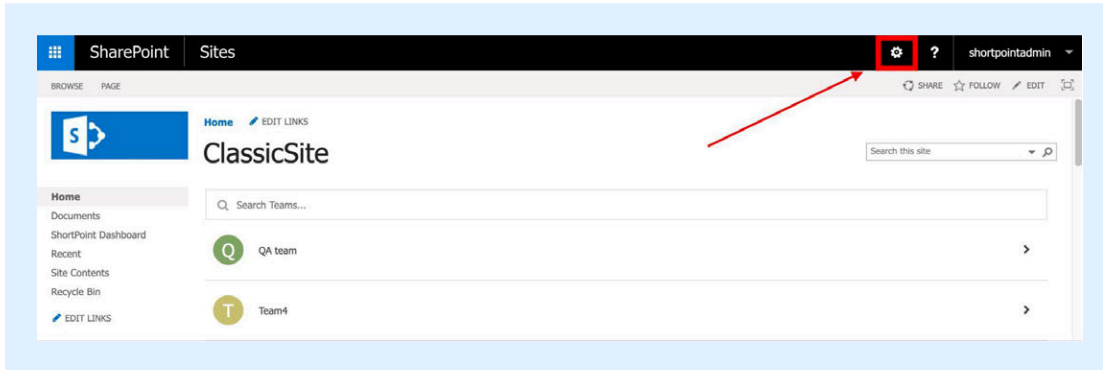 SharePoint Sites ? shortpointadmin
BROWSE PAGE SHARE FOLLOW EDIT
S
Home EDIT LINKS
ClassicSite
Search this site
Home
Search Teams...
Documents
ShortPoint Dashboard
Q QA team
Recent
Site Contents
Recycle Bin
T Team4
EDIT LINKS